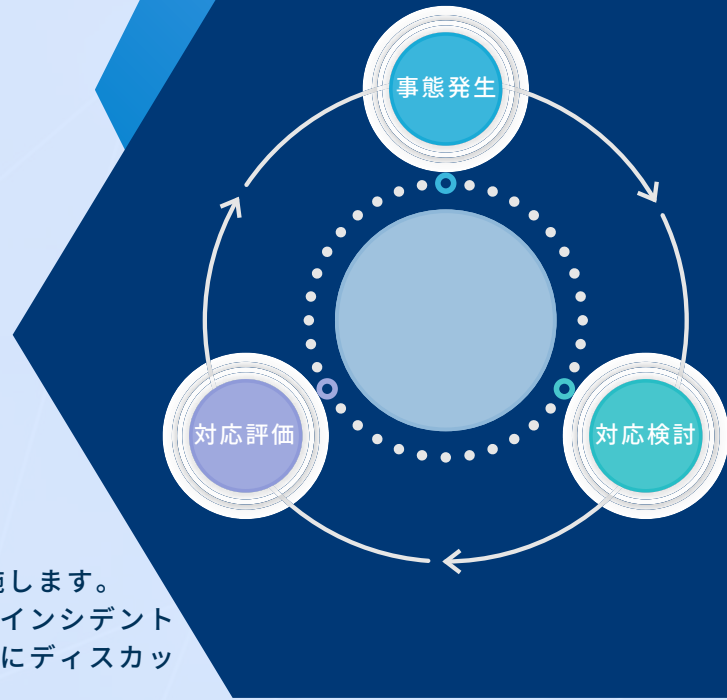 事態発生
対応評価
対応検討
施します。
インシデント
にディスカッ